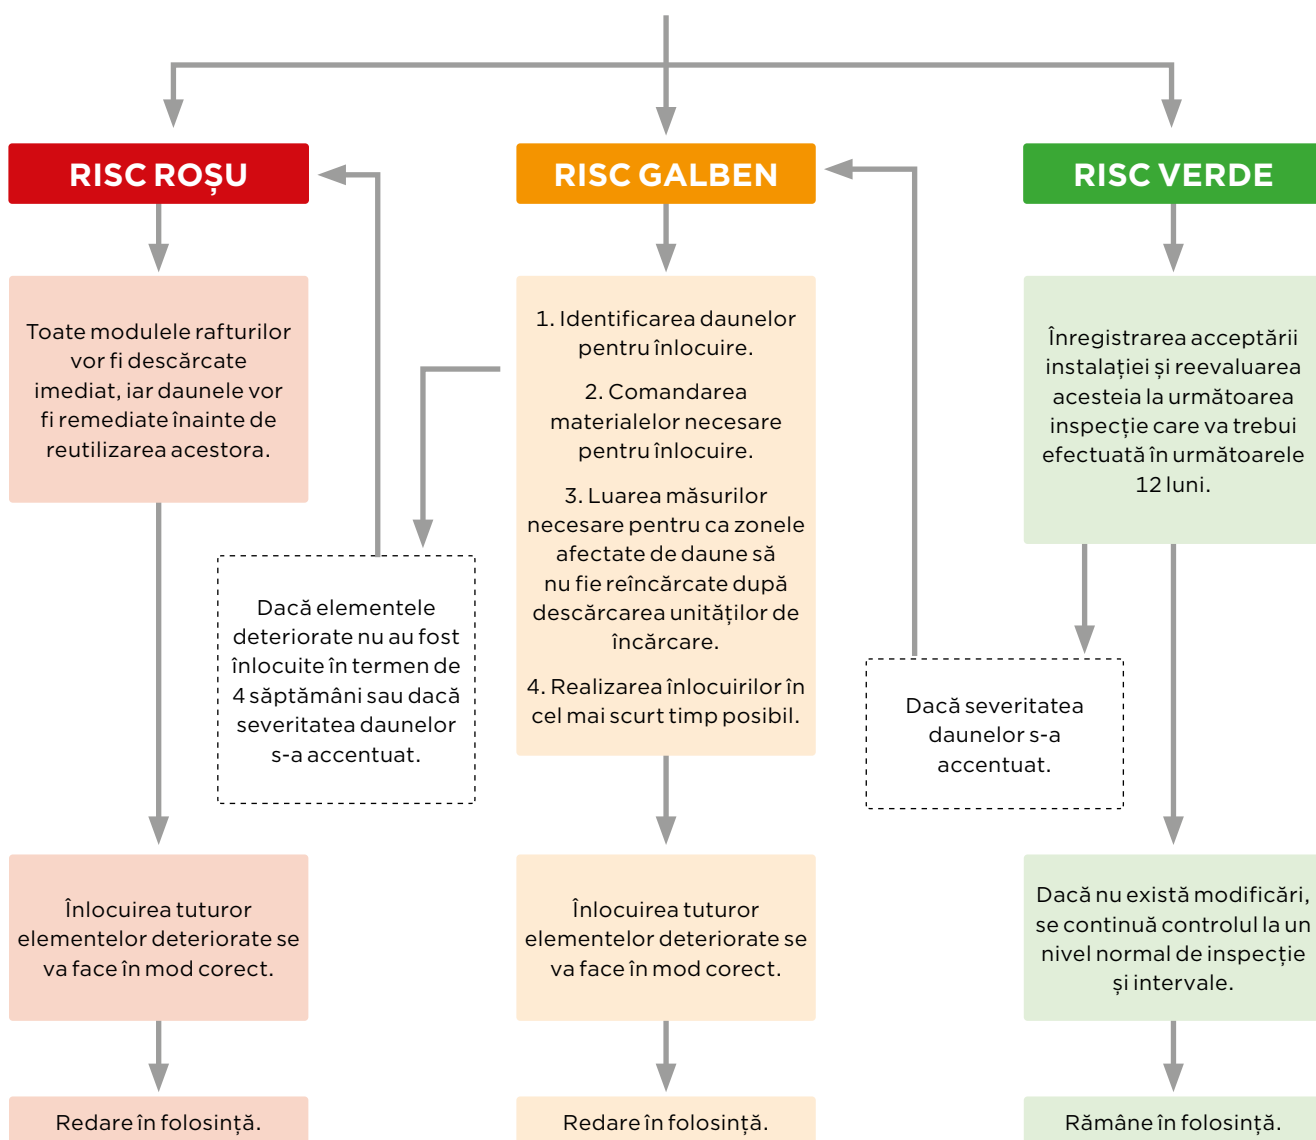 RISC ROȘU
RISC GALBEN
RISC VERDE
Toate modulele rafturilor
vor fi descărcate
imediat, iar daunele vor
fi remediate înainte de
reutilizarea acestora.
1. Identificarea daunelor
pentru înlocuire.
2. Comandarea
materialelor necesare
pentru înlocuire.
3. Luarea măsurilor
necesare pentru ca zonele
afectate de daune să
nu fie reîncărcate după
descărcarea unităților de
încărcare.
4. Realizarea înlocuirilor în
cel mai scurt timp posibil.
Înregistrarea acceptării
instalației și reevaluarea
acesteia la următoarea
inspecție care va trebui
efectuată în următoarele
12 luni.
Dacă elementele
deteriorate nu au fost
înlocuite în termen de
4 săptămâni sau dacă
severitatea daunelor
s-a accentuat.
Dacă severitatea
daunelor s-a
accentuat.
Înlocuirea tuturor
elementelor deteriorate se
va face în mod corect.
Înlocuirea tuturor
elementelor deteriorate se
va face în mod corect.
Dacă nu există modificări,
se continuă controlul la un
nivel normal de inspecție
și intervale.
Redare în folosință.
Redare în folosință.
Rămâne în folosință.